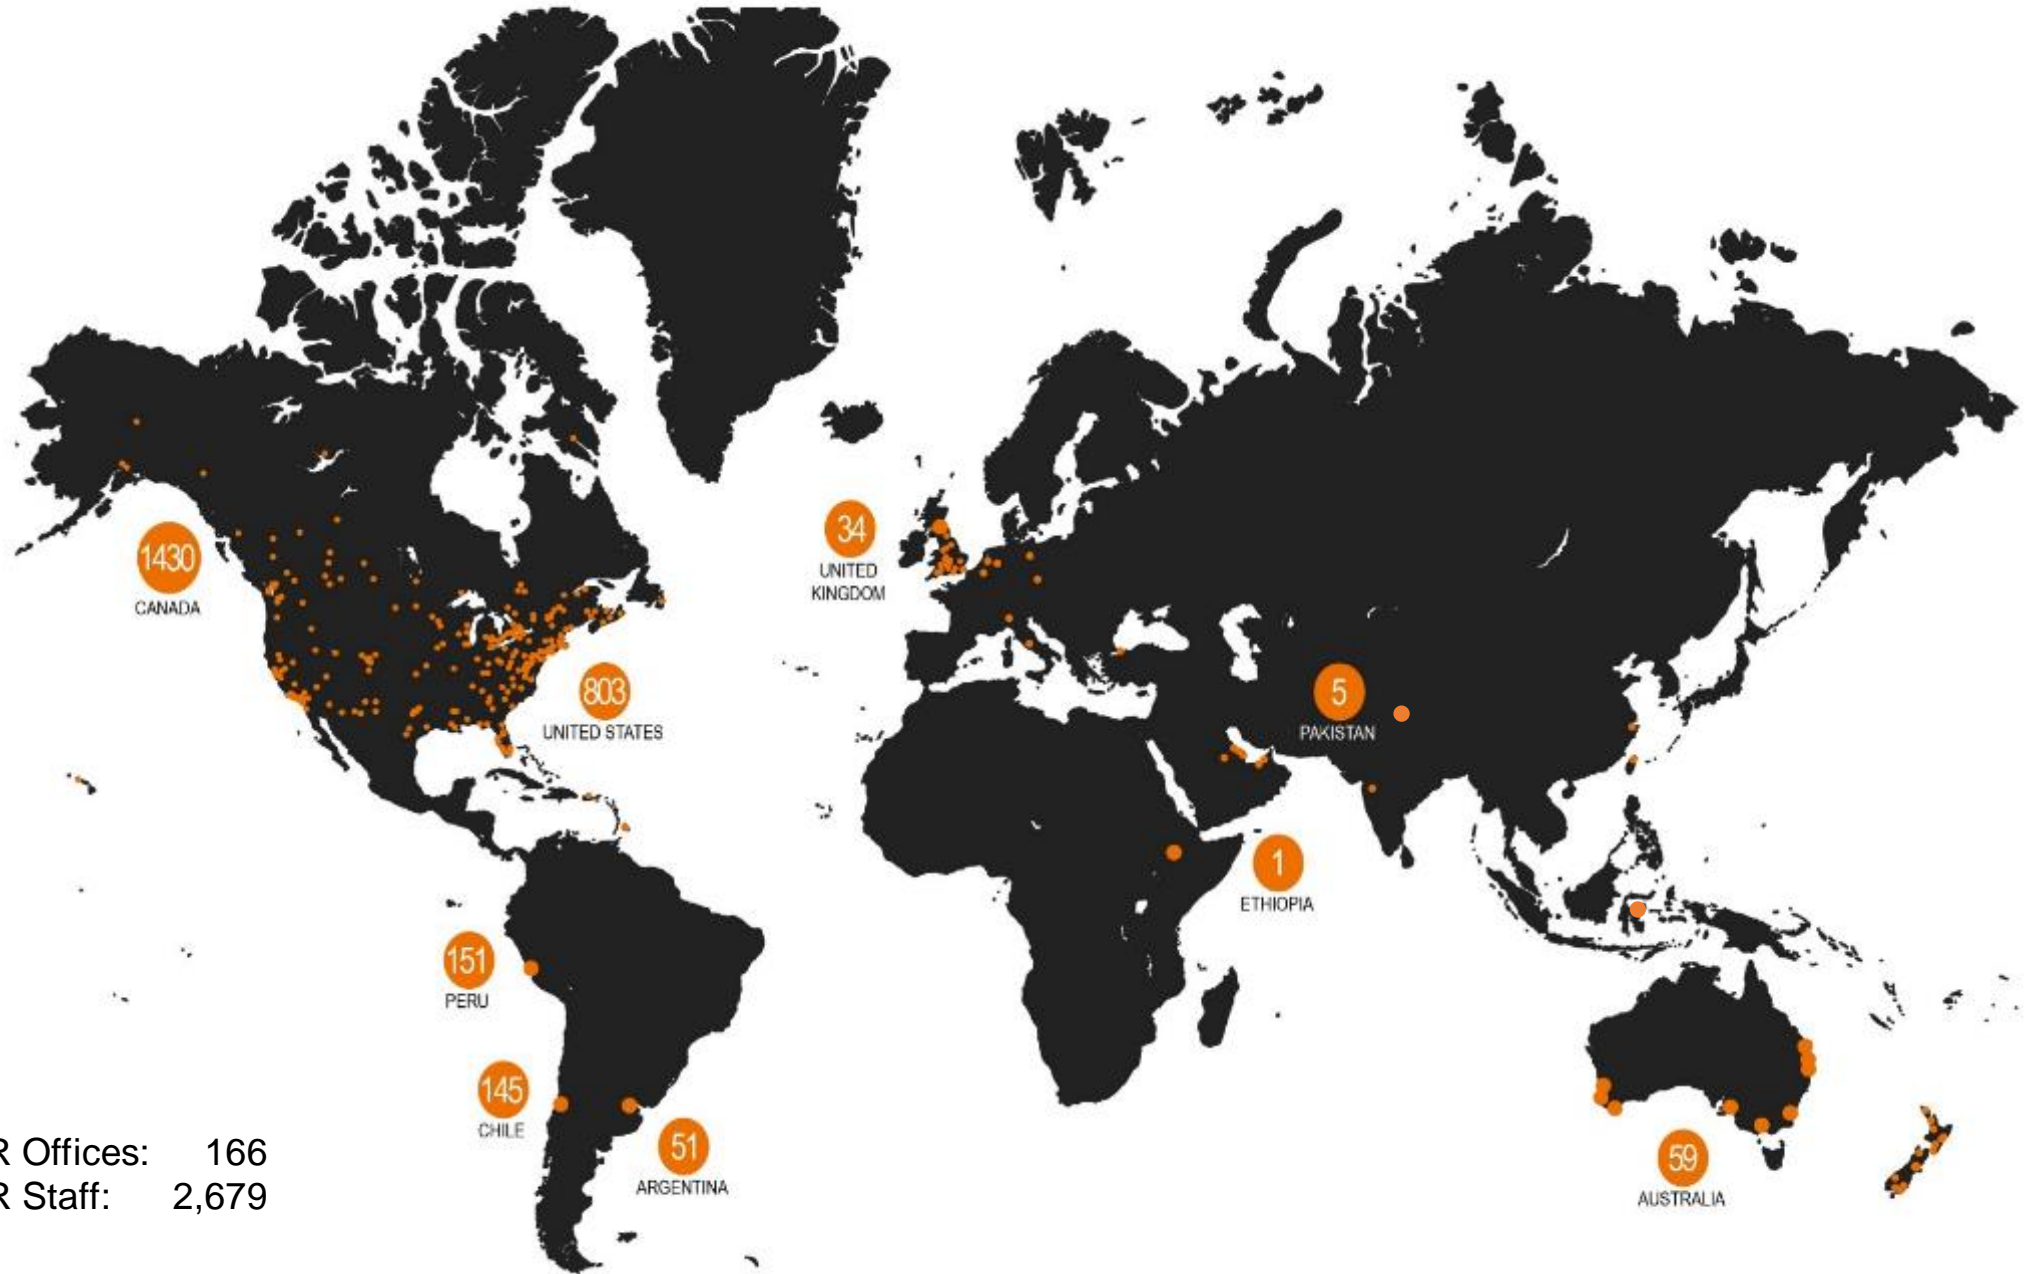 1430
CANADA
34
UNITED
KINGDOM
803
UNITED STATES
5
PAKISTAN
1
ETHIOPIA
151
PERU
145
CHILE
51
ARGENTINA
59
AUSTRALIA
R Offices: 166
R Staff: 2,679